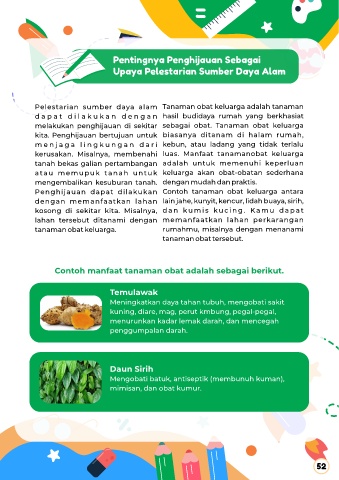 Pentingnya Penghijauan Sebagai
Upaya Pelestarian Sumber Daya Alam
Pelestarian sumber daya alam
dapat dilakukan dengan
melakukan penghijauan di sekitar
kita. Penghijauan bertujuan untuk
menjaga lingkungan dari
kerusakan. Misalnya, membenahi
tanah bekas galian pertambangan
atau memupuk tanah untuk
mengembalikan kesuburan tanah.
Penghijauan dapat dilakukan
dengan memanfaatkan lahan
kosong di sekitar kita. Misalnya,
lahan tersebut ditanami dengan
tanaman obat keluarga.
Tanaman obat keluarga adalah tanaman
hasil budidaya rumah yang berkhasiat
sebagai obat. Tanaman obat keluarga
biasanya ditanam di halam rumah,
kebun, atau ladang yang tidak terlalu
luas. Manfaat tanamanobat keluarga
adalah untuk memenuhi keperluan
keluarga akan obat-obatan sederhana
dengan mudah dan praktis.
Contoh tanaman obat keluarga antara
lain jahe, kunyit, kencur, lidah buaya, sirih,
dan kumis kucing. Kamu dapat
memanfaatkan lahan perkarangan
rumahmu, misalnya dengan menanami
tanaman obat tersebut.
Contoh manfaat tanaman obat adalah sebagai berikut.
Temulawak
Meningkatkan daya tahan tubuh, mengobati sakit
kuning, diare, mag, perut kmbung, pegal-pegal,
menurunkan kadar lemak darah, dan mencegah
penggumpalan darah.
Daun Sirih
Mengobati batuk, antiseptik (membunuh kuman),
mimisan, dan obat kumur.
52